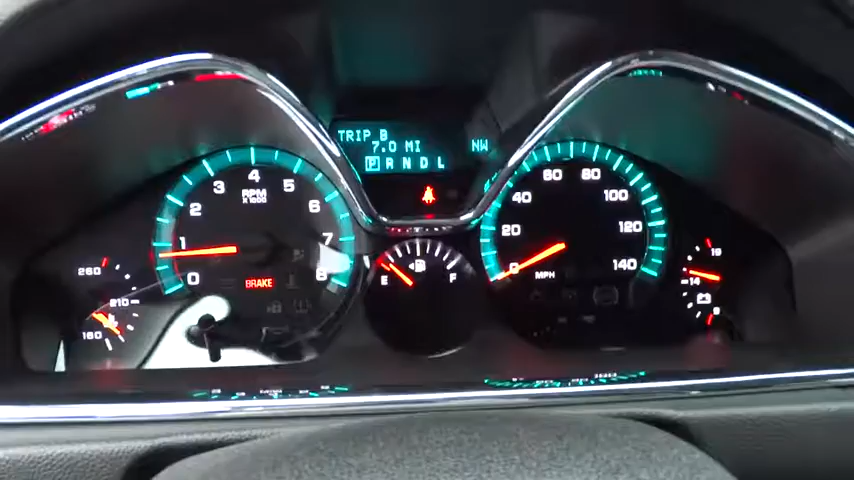 TRIP B
7.0 MI
NW
P R N D L
0 1 2 3 4 5 6 7 8
RPM
X1000
BRAKE
260
210
160
E F
0 20 40 60 80 100 120 140
MPH
19
14
23
9